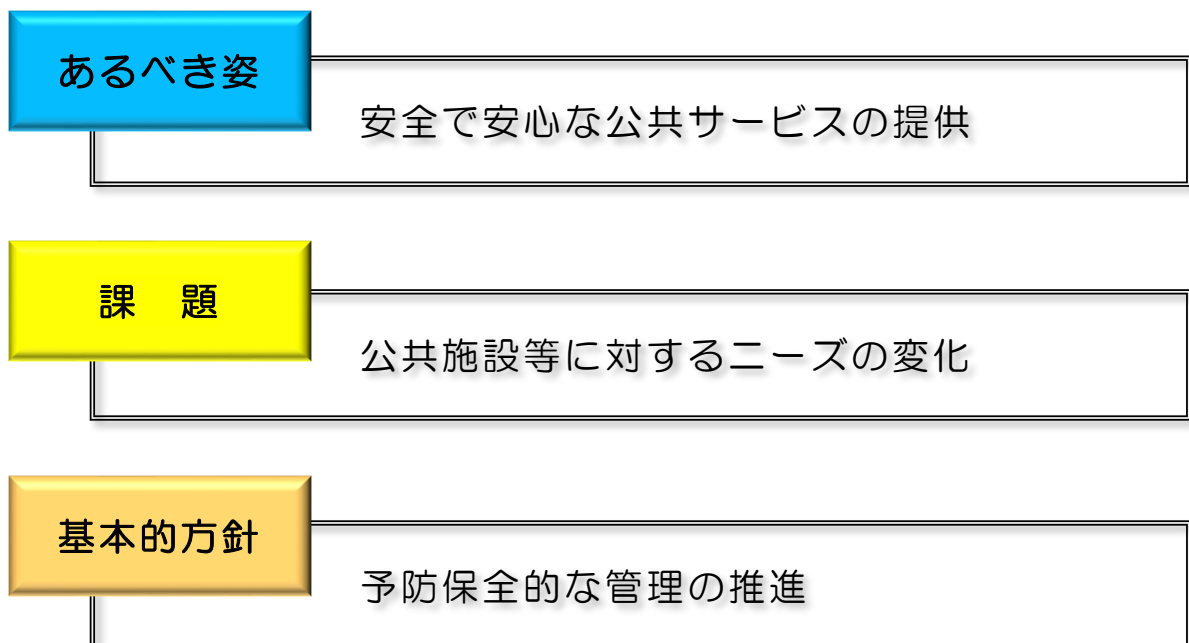 あるべき姿
安全で安心な公共サービスの提供
課　題
公共施設等に対するニーズの変化
基本的方針
予防保全的な管理の推進